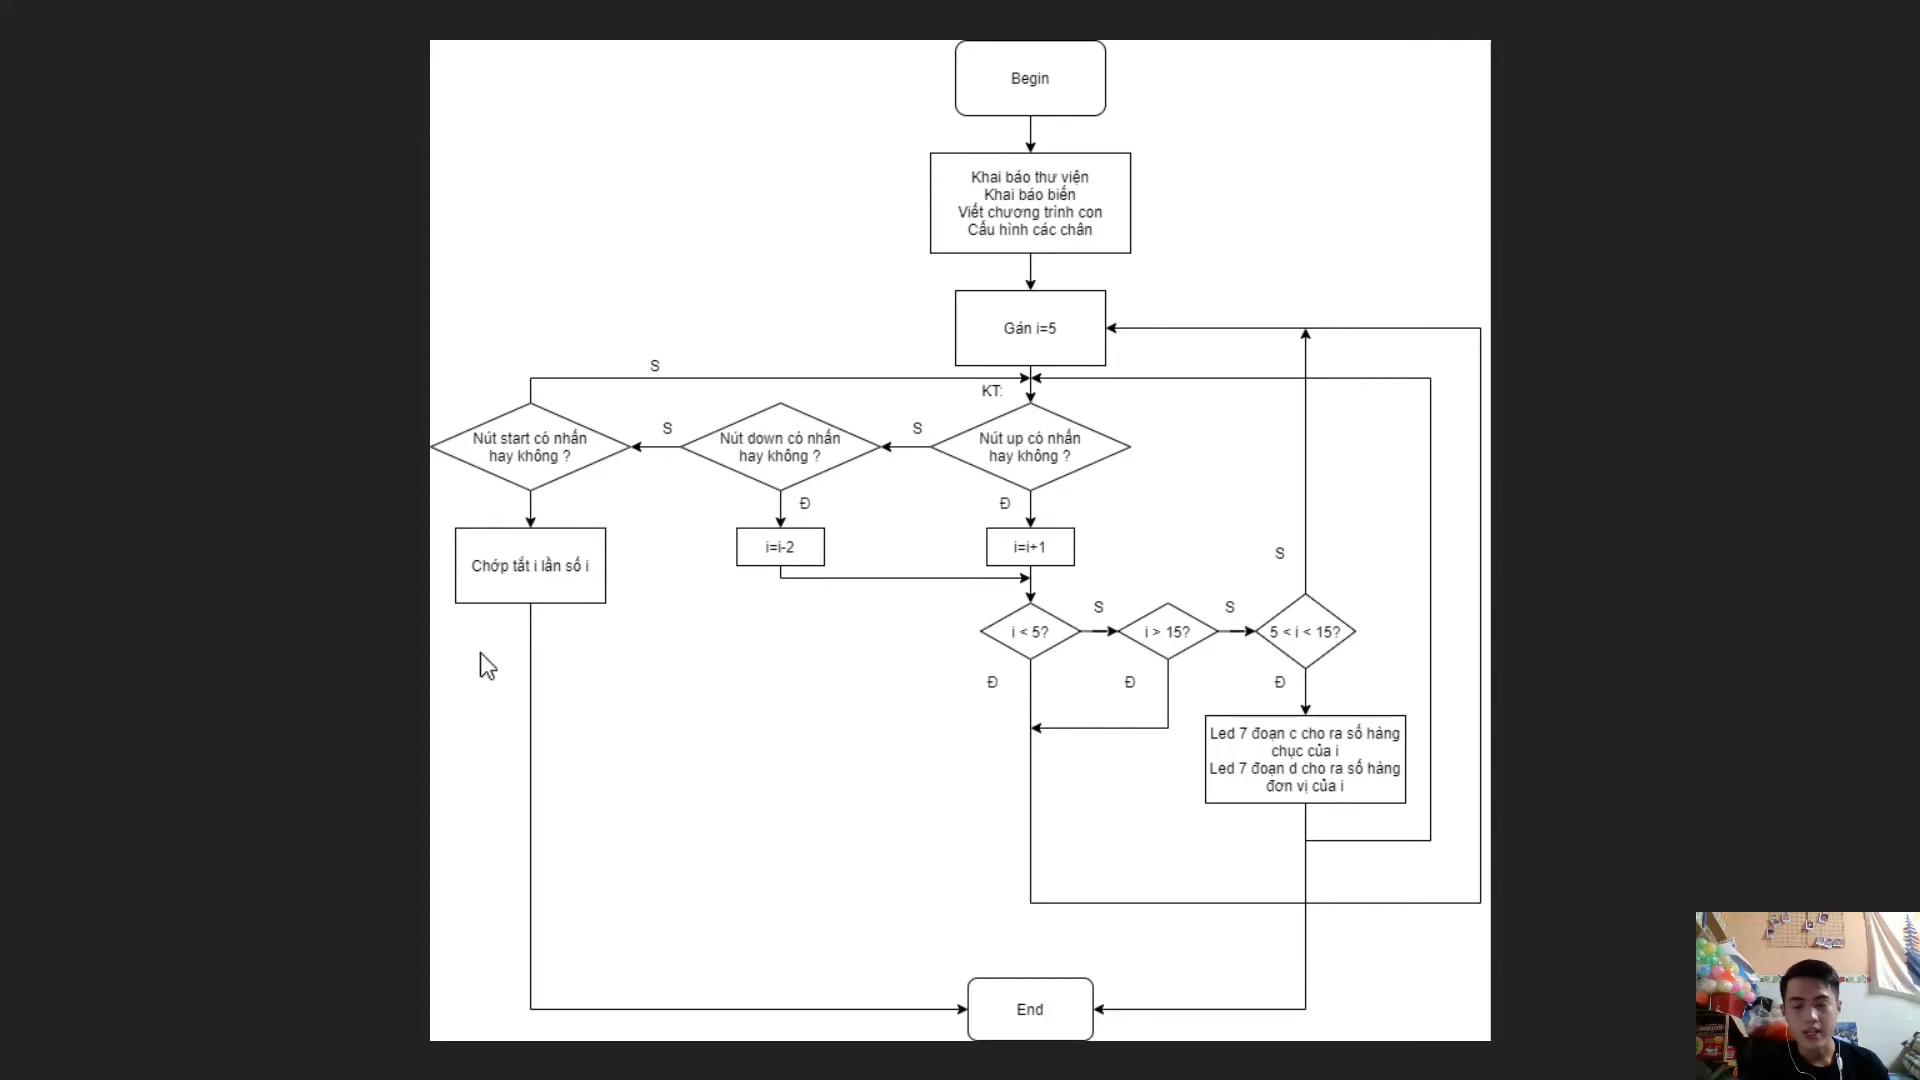 Begin
Khai báo thư viện
Khai báo biến
Viết chương trình con
Cấu hình các chân
Gán i=5
S
KT:
Nút start có nhấn
hay không ?
S
Nút down có nhấn
hay không ?
S
Nút up có nhấn
hay không ?
Đ
Đ
Chớp tắt i lần số i
i=i-2
i=i+1
S
i < 5?
S
i > 15?
S
5 < i < 15?
Đ
Đ
Đ
Led 7 đoạn c cho ra số hàng
chục của i
Led 7 đoạn d cho ra số hàng
đơn vị của i
End